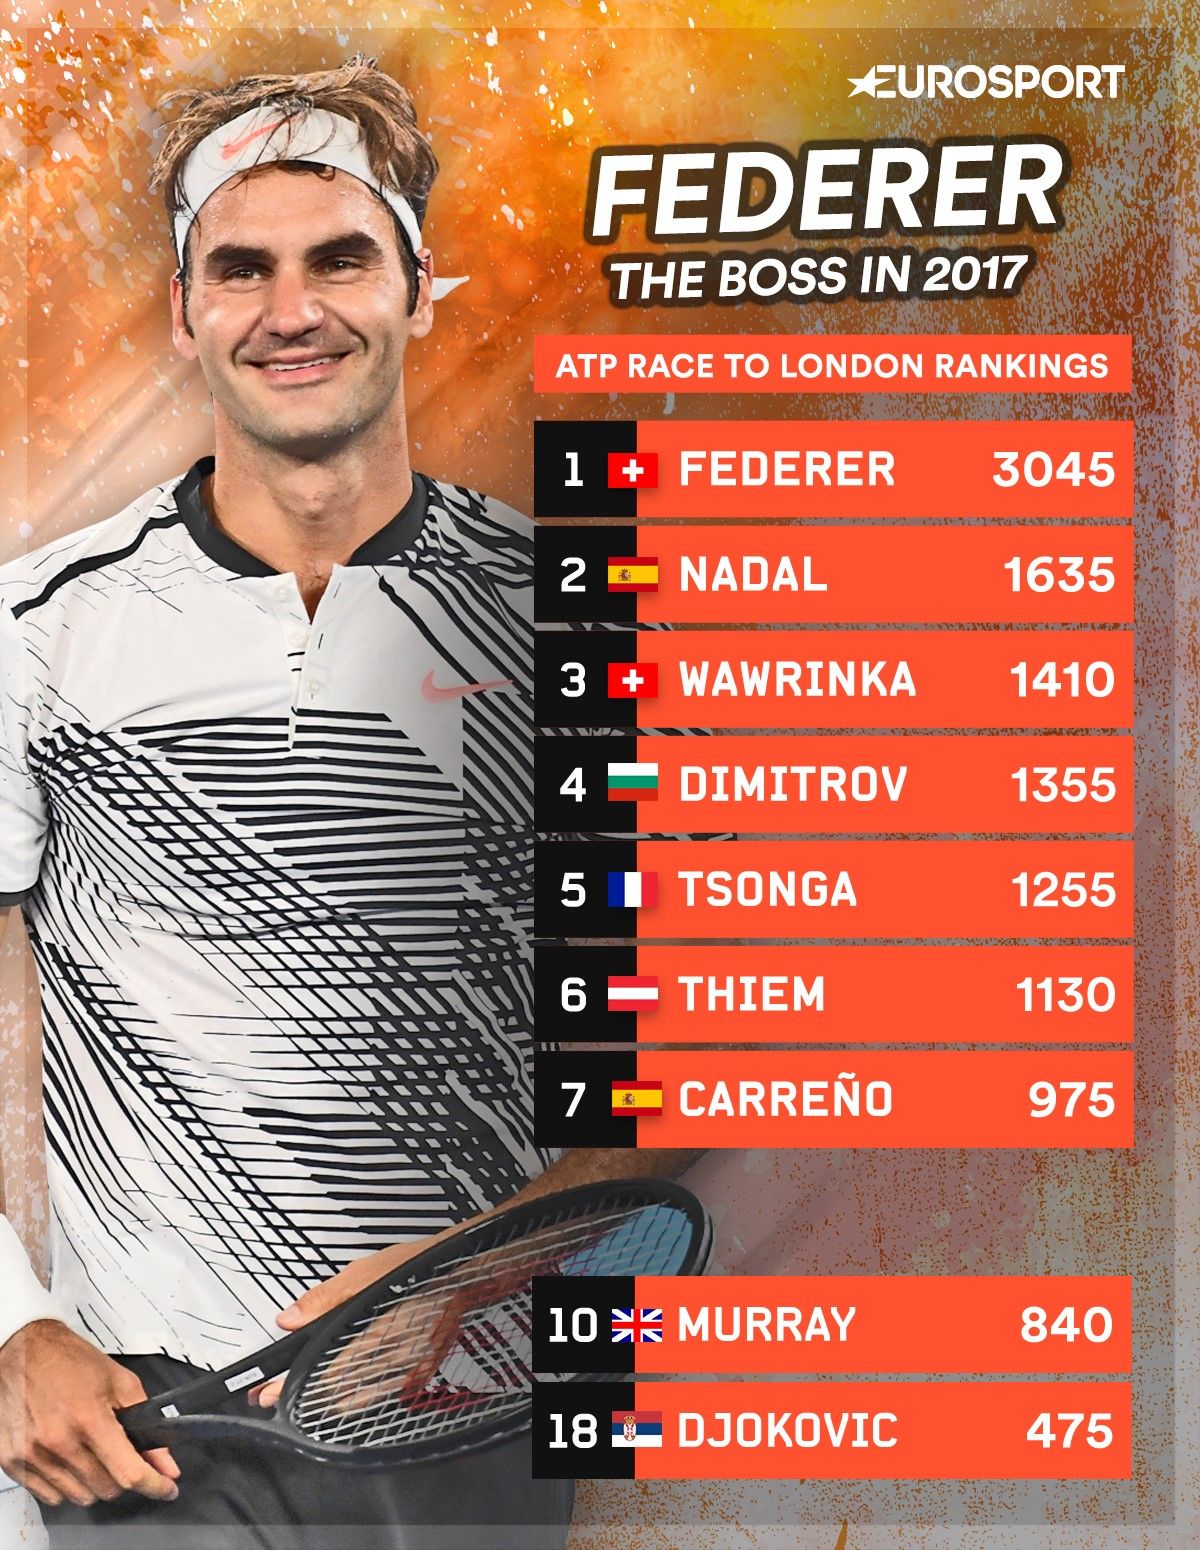 EUROSPORT
FEDERER
THE BOSS IN 2017
ATP RACE TO LONDON RANKINGS
1 FEDERER 3045
2 NADAL 1635
3 WAWRINKA 1410
4 DIMITROV 1355
5 TSONGA 1255
6 THIEM 1130
7 CARREÑO 975
10 MURRAY 840
18 DJOKOVIC 475